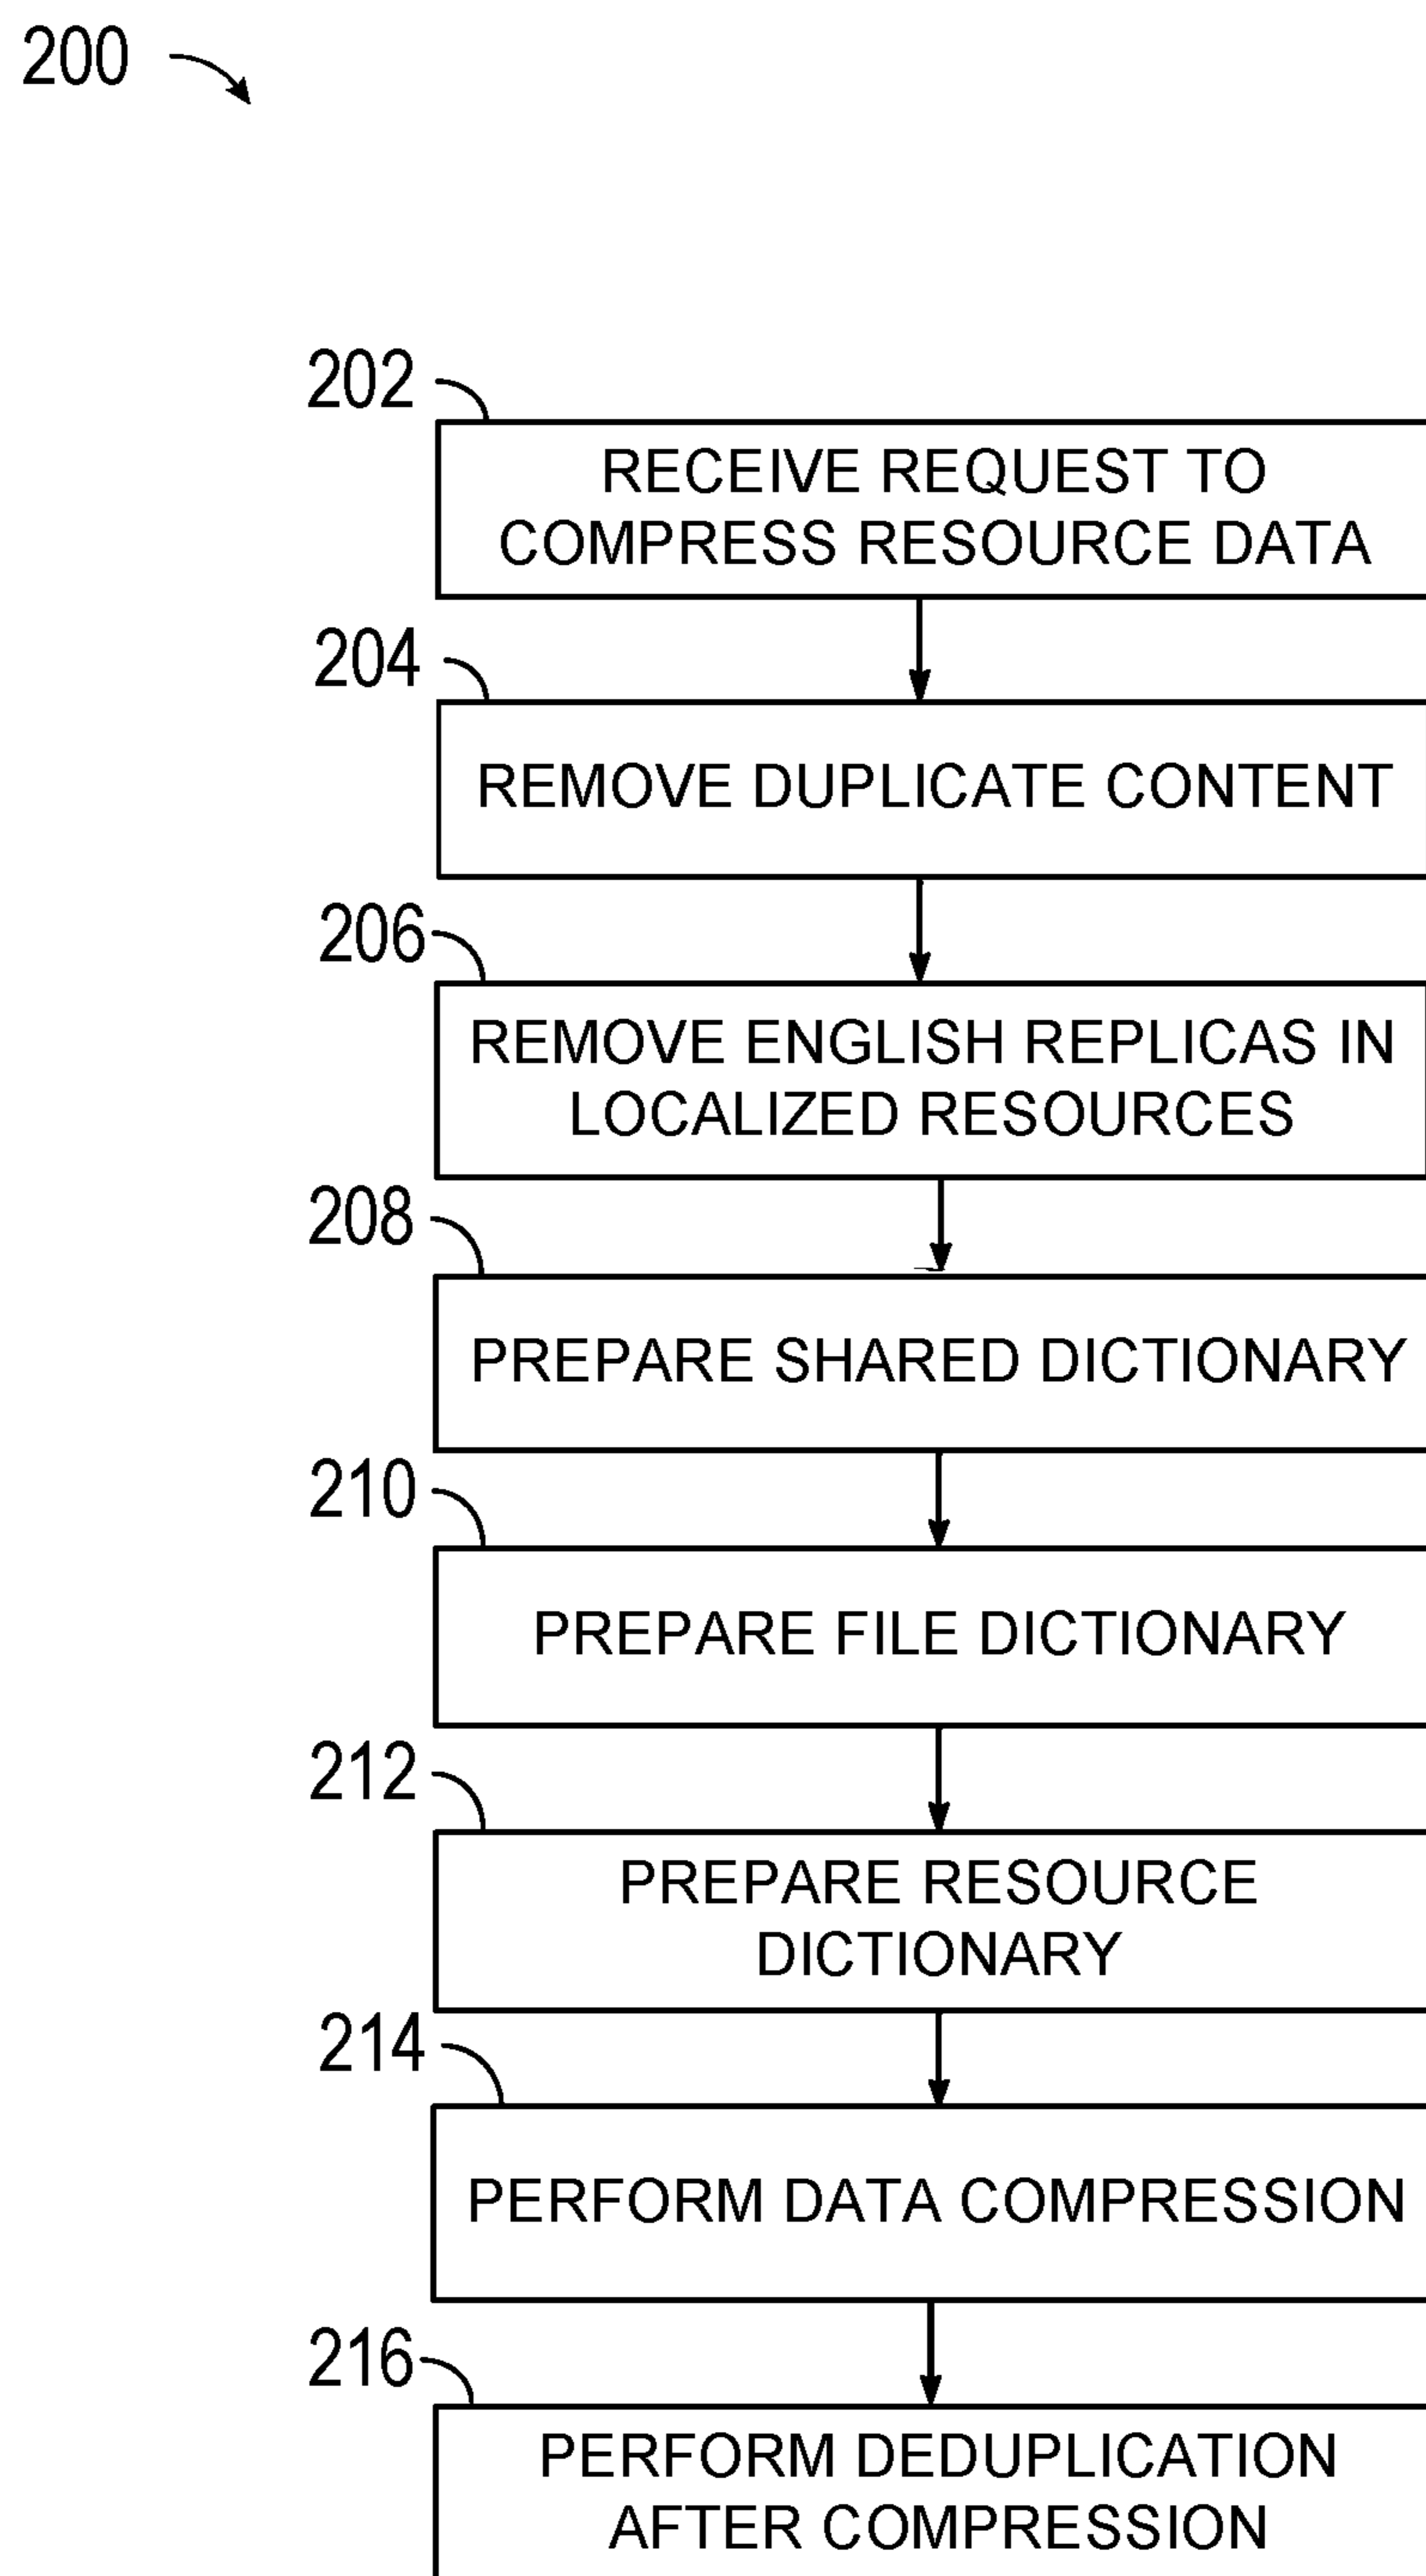 200
202
RECEIVE REQUEST TO
COMPRESS RESOURCE DATA
204
REMOVE DUPLICATE CONTENT
206
REMOVE ENGLISH REPLICAS IN
LOCALIZED RESOURCES
208
PREPARE SHARED DICTIONARY
210
PREPARE FILE DICTIONARY
212
PREPARE RESOURCE
DICTIONARY
214
PERFORM DATA COMPRESSION
216
PERFORM DEDUPLICATION
AFTER COMPRESSION